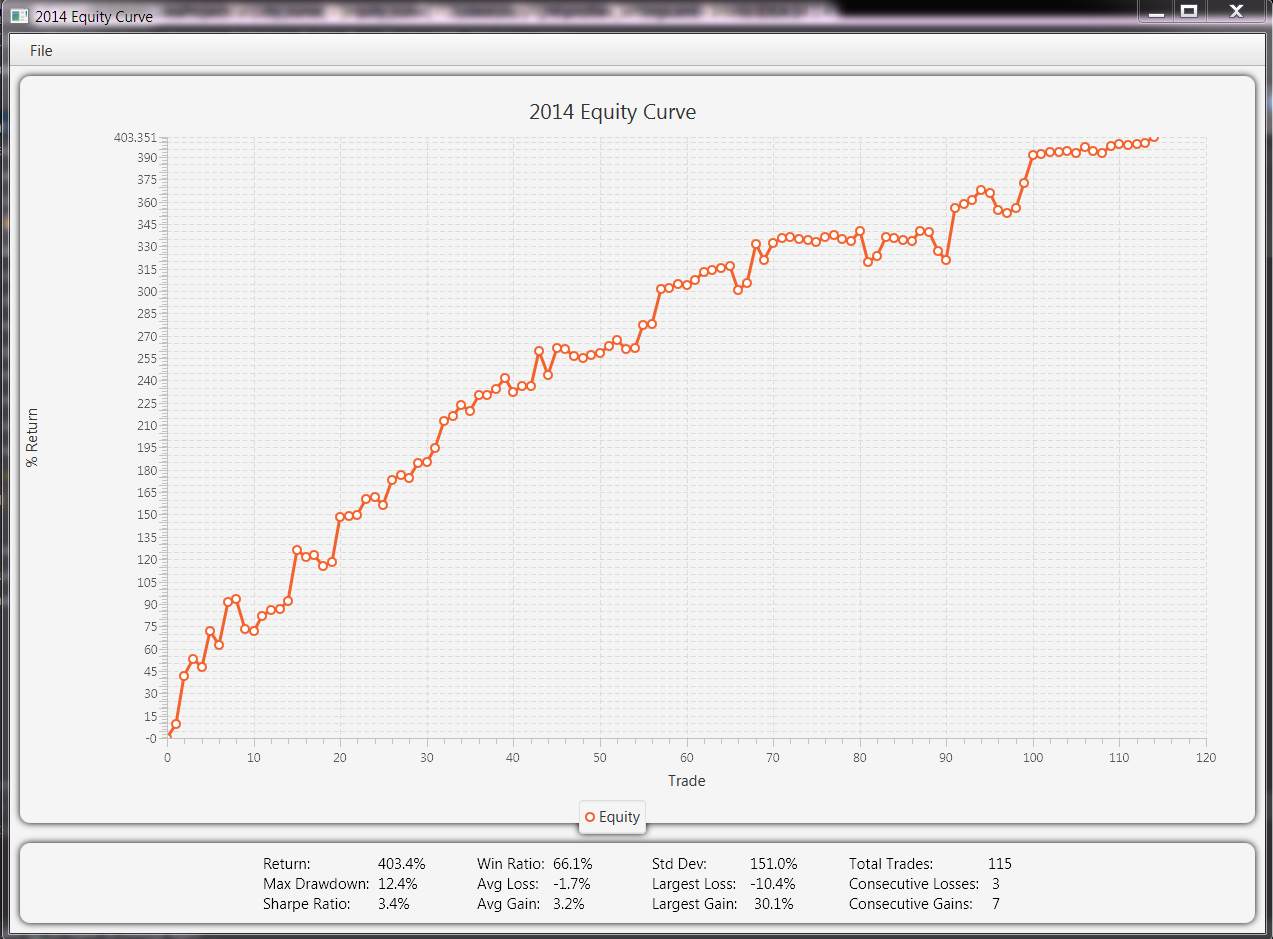 2014 Equity Curve
File
2014 Equity Curve
403.351
390
375
360
345
330
315
300
285
270
255
240
225
210
195
180
165
150
135
120
105
90
75
60
45
30
15
-0
% Return
0 10 20 30 40 50 60 70 80 90 100 110 120
Trade
Equity
Return: 403.4% Win Ratio: 66.1% Std Dev: 151.0% Total Trades: 115
Max Drawdown: 12.4% Avg Loss: -1.7% Largest Loss: -10.4% Consecutive Losses: 3
Sharpe Ratio: 3.4% Avg Gain: 3.2% Largest Gain: 30.1% Consecutive Gains: 7